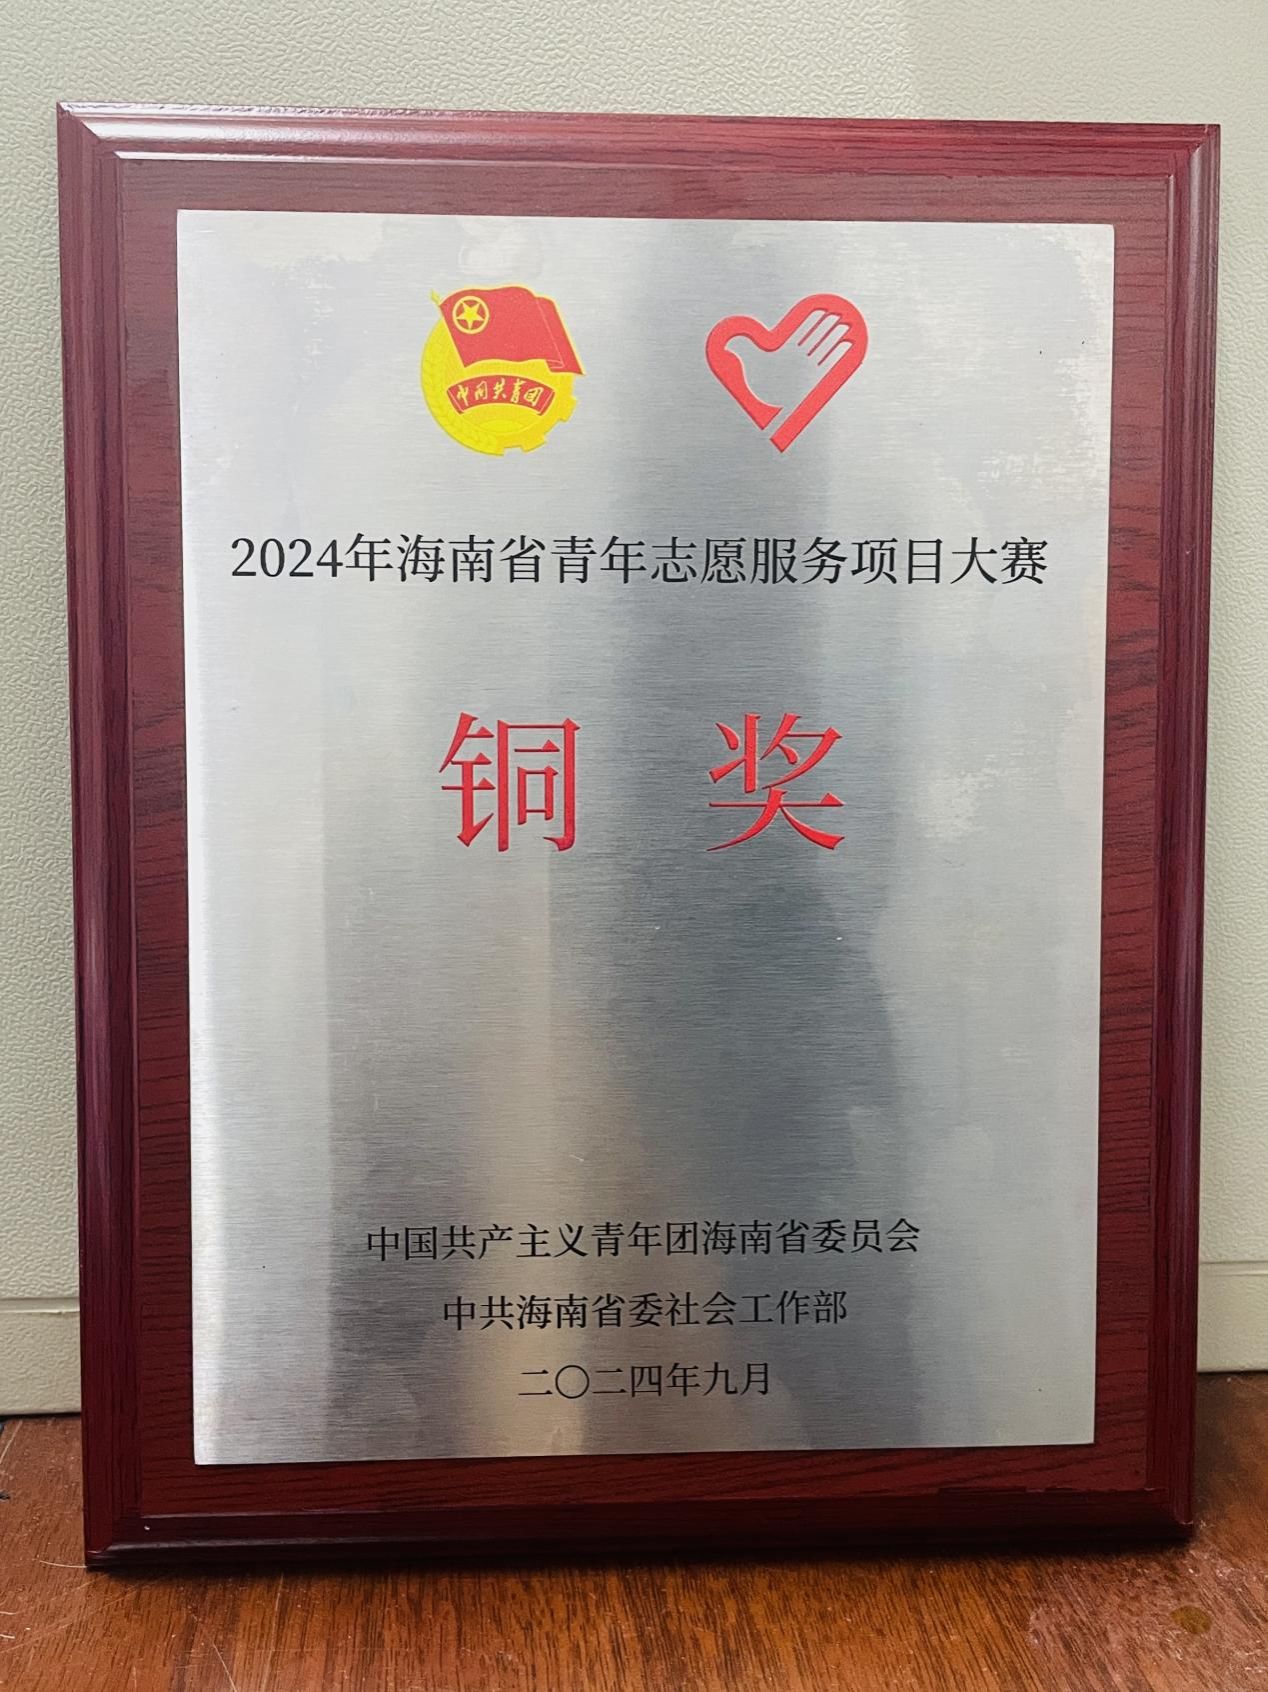 中国共青团
2024年海南省青年志愿服务项目大赛
铜 奖
中国共产主义青年团海南省委员会
中共海南省委社会工作部
二〇二四年九月